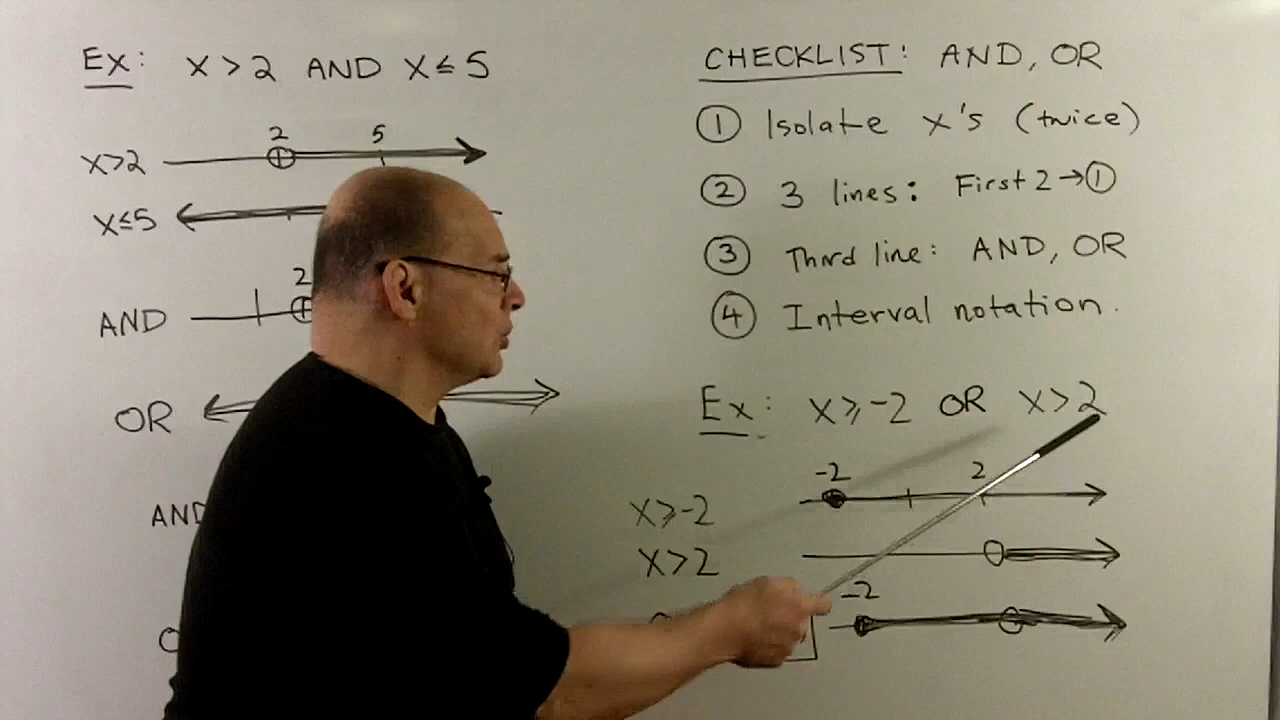 Ex: x > 2 AND x ≤ 5
2 5
x>2
x≤5
2
AND
OR
AND
CHECKLIST: AND, OR
① Isolate x's (twice)
② 3 lines: First 2 → ①
③ Third line: AND, OR
④ Interval notation.
Ex: x ≥ -2 OR x > 2
-2 2
x ≥ -2
x > 2
-2